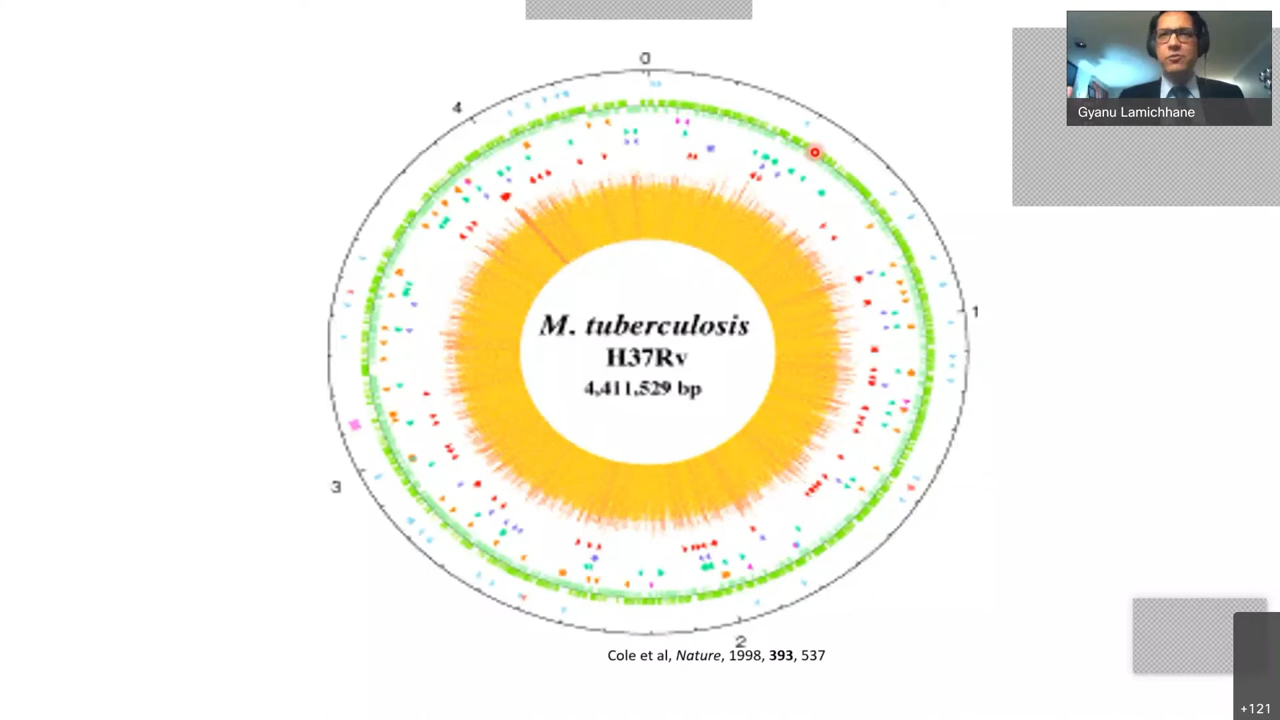 Gyanu Lamichhane
0
4
1
M. tuberculosis
H37Rv
4,411,529 bp
3
2
Cole et al, Nature, 1998, 393, 537
+121